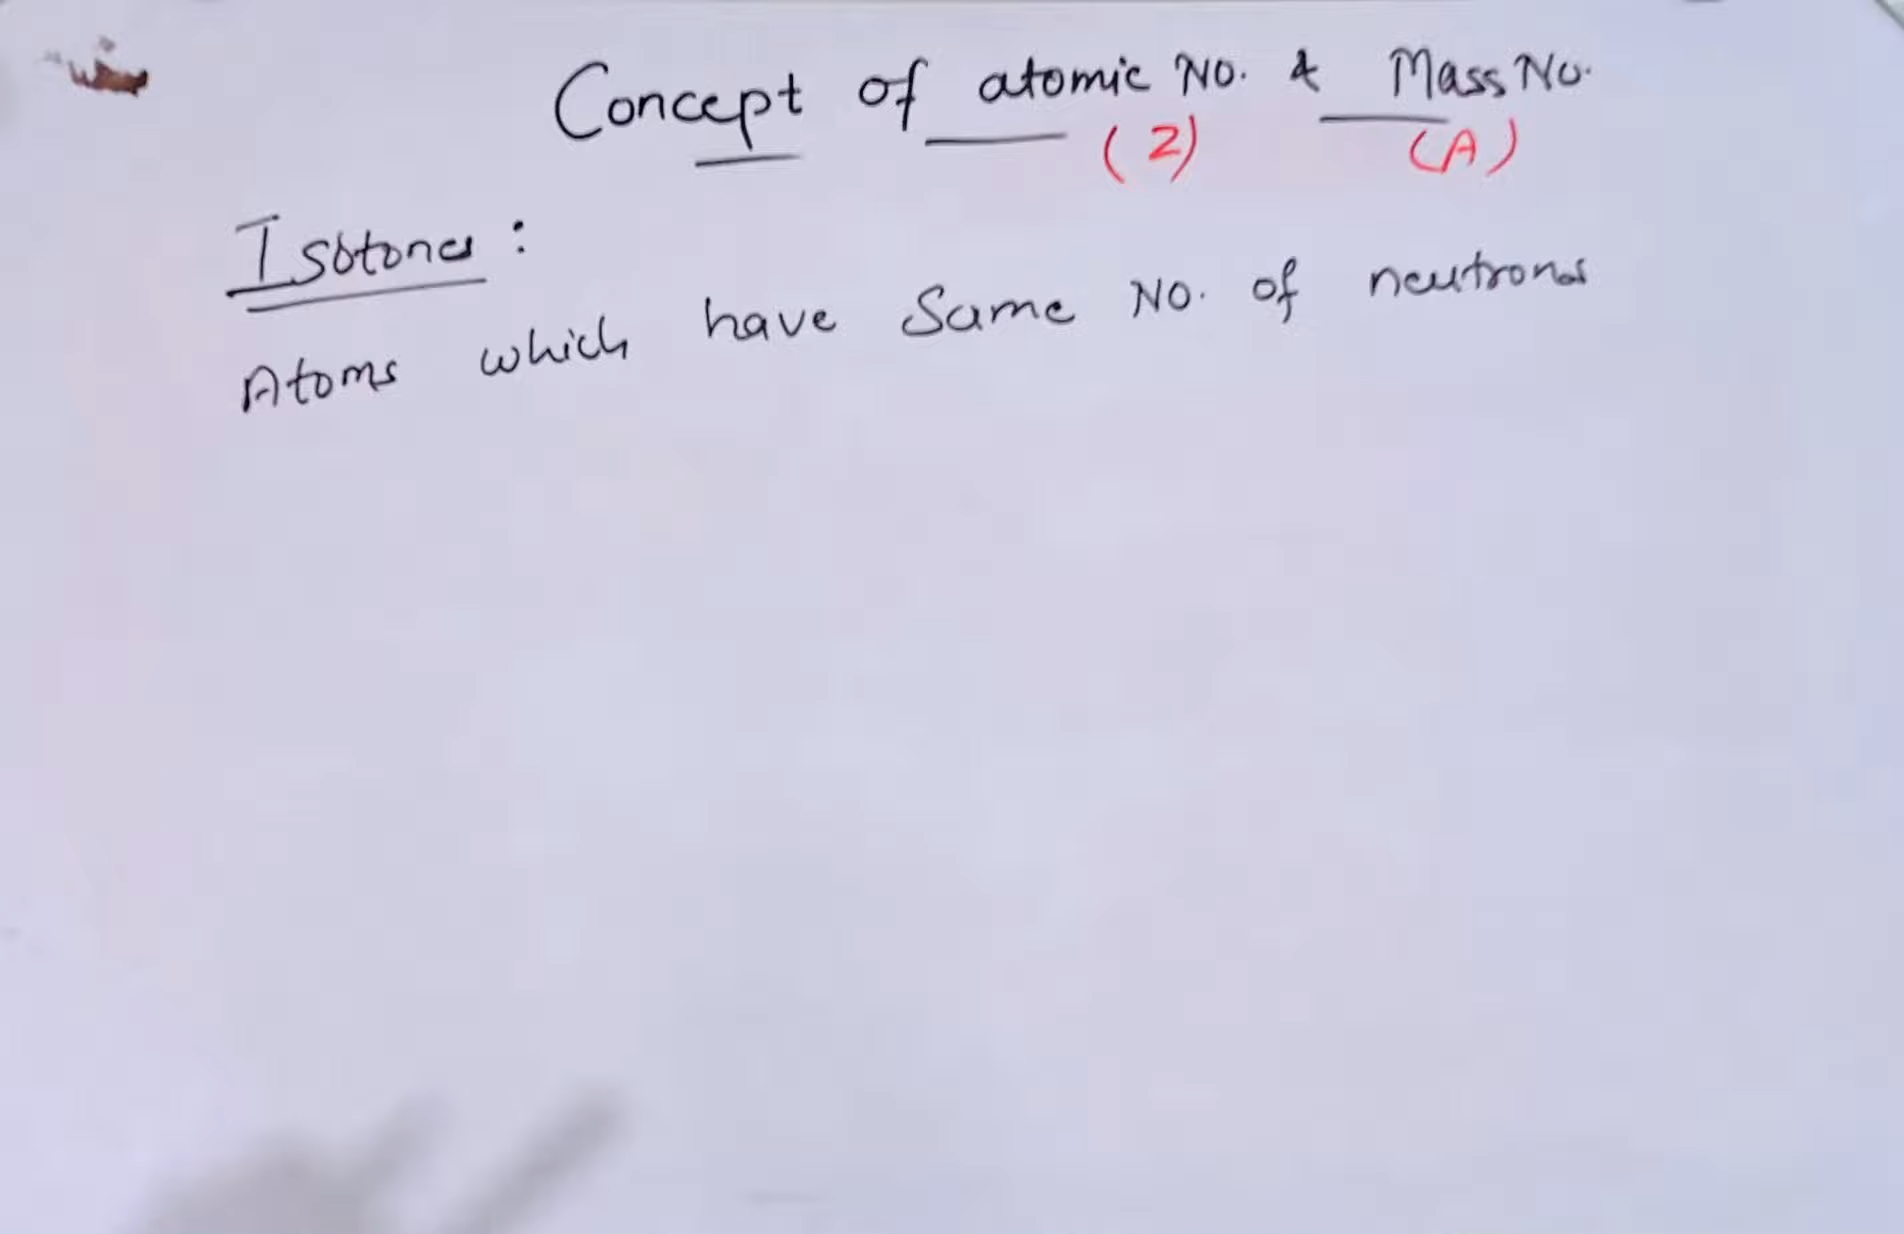 Concept of atomic No. & Mass No.
(Z) (A)
Isotones :
Atoms which have Same NO. of neutrons